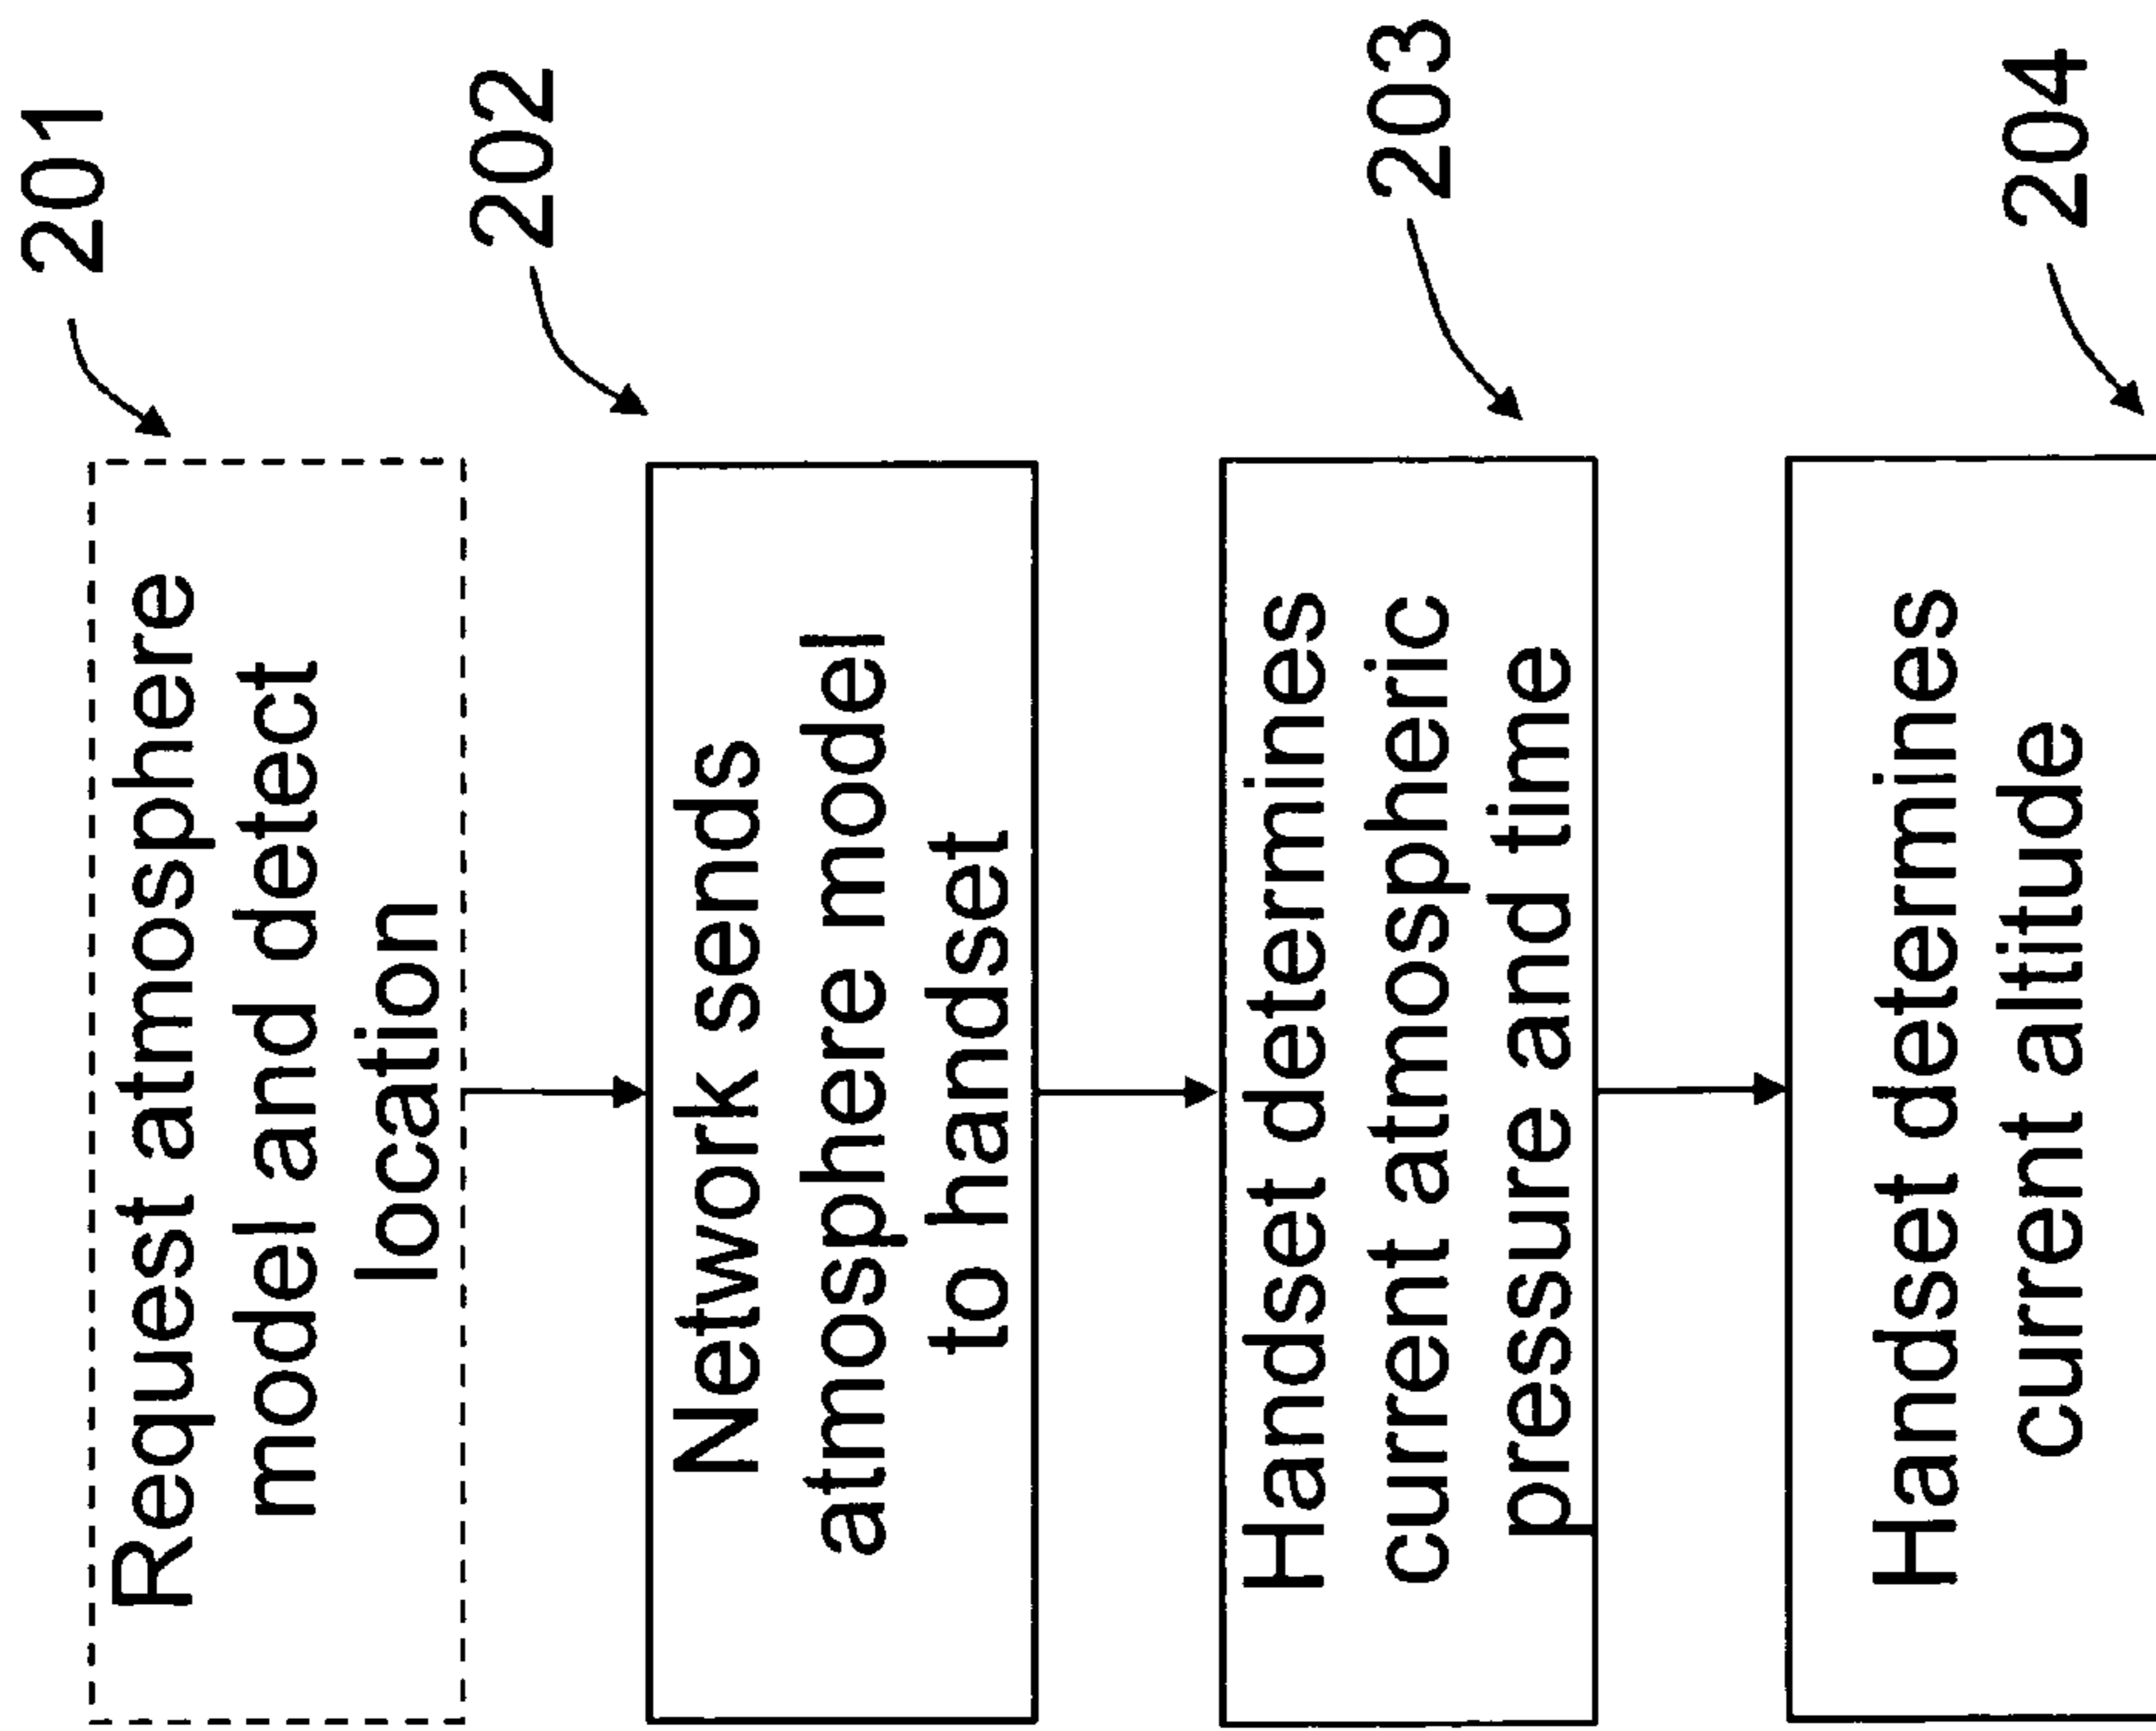 201
Request atmosphere
model and detect
location
202
Network sends
atmosphere model
to handset
203
Handset determines
current atmospheric
pressure and time
204
Handset determines
current altitude